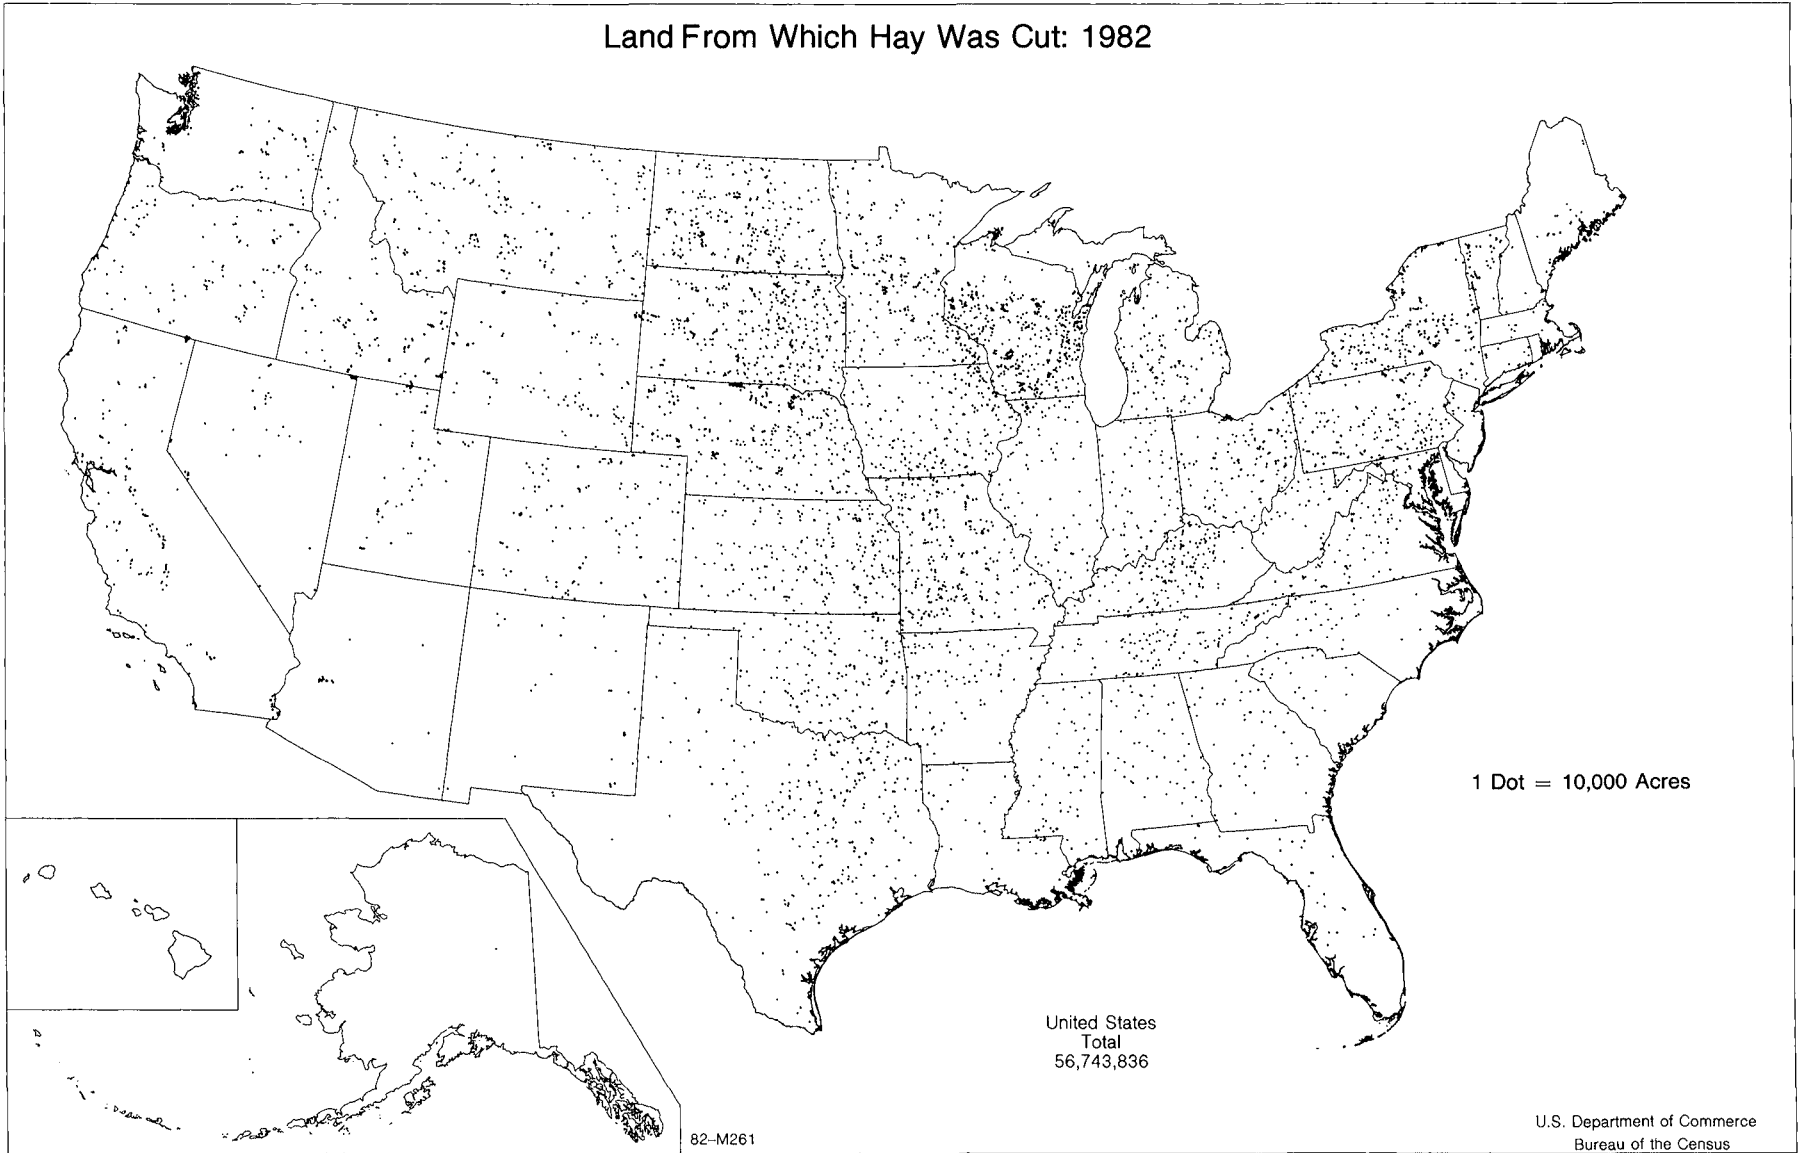 Land From Which Hay Was Cut: 1982
1 Dot = 10,000 Acres
United States
Total
56,743,836
82–M261
U.S. Department of Commerce
Bureau of the Census